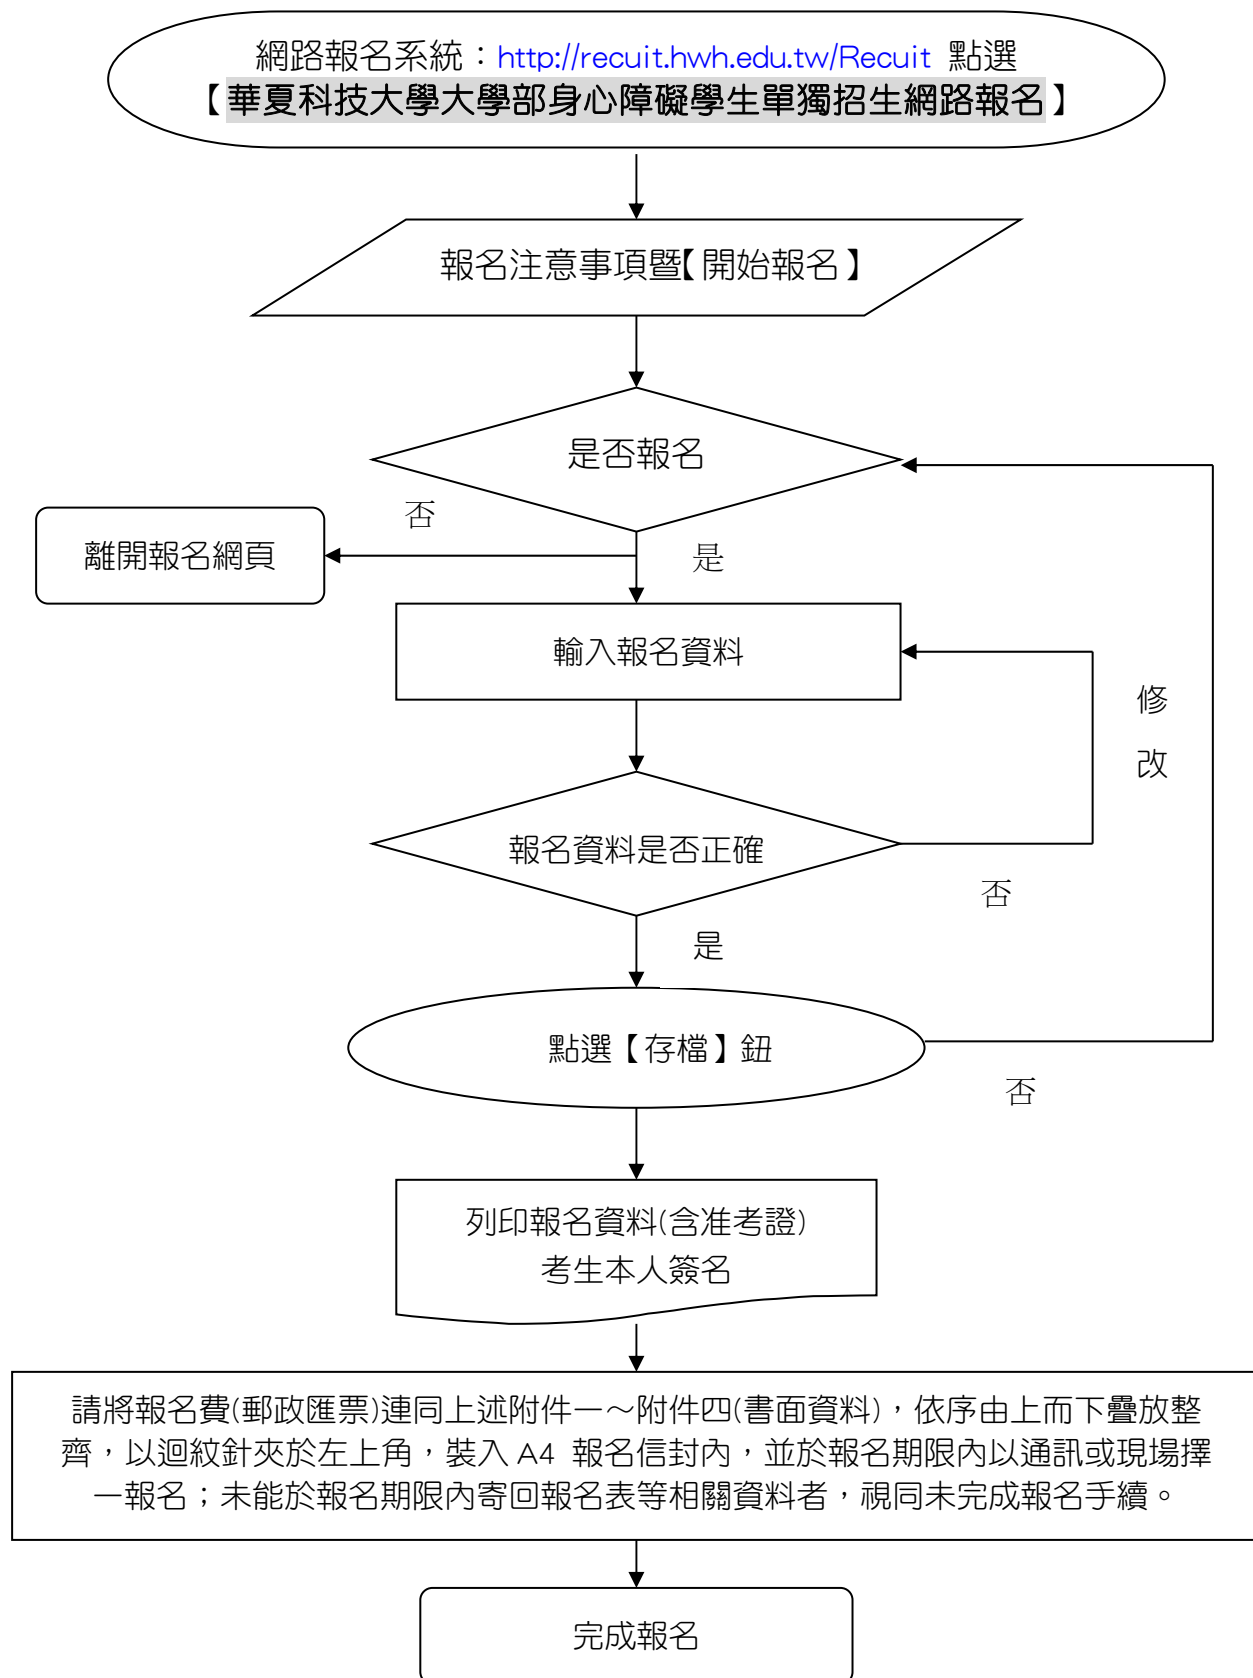 網路報名系統：http://recuit.hwh.edu.tw/Recuit 點選
【華夏科技大學大學部身心障礙學生單獨招生網路報名】
報名注意事項暨【開始報名】
是否報名
否
離開報名網頁
是
輸入報名資料
修
改
報名資料是否正確
否
是
點選【存檔】鈕
否
列印報名資料(含准考證)
考生本人簽名
請將報名費(郵政匯票)連同上述附件一～附件四(書面資料)，依序由上而下疊放整
齊，以迴紋針夾於左上角，裝入 A4 報名信封內，並於報名期限內以通訊或現場擇
一報名；未能於報名期限內寄回報名表等相關資料者，視同未完成報名手續。
完成報名